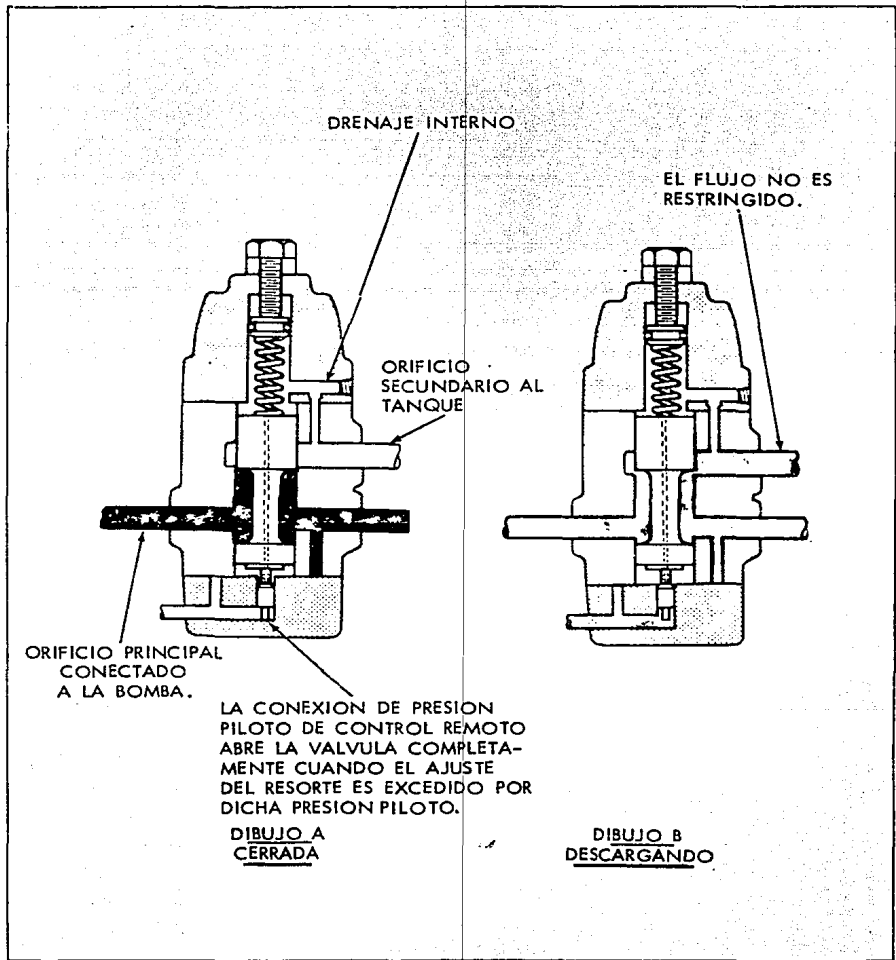 DRENAJE INTERNO
EL FLUJO NO ES
RESTRINGIDO.
ORIFICIO
SECUNDARIO AL
TANQUE
ORIFICIO PRINCIPAL
CONECTADO
A LA BOMBA.
LA CONEXION DE PRESION
PILOTO DE CONTROL REMOTO
ABRE LA VALVULA COMPLETA-
MENTE CUANDO EL AJUSTE
DEL RESORTE ES EXCEDIDO POR
DICHA PRESION PILOTO.
DIBUJO A
CERRADA
DIBUJO B
DESCARGANDO